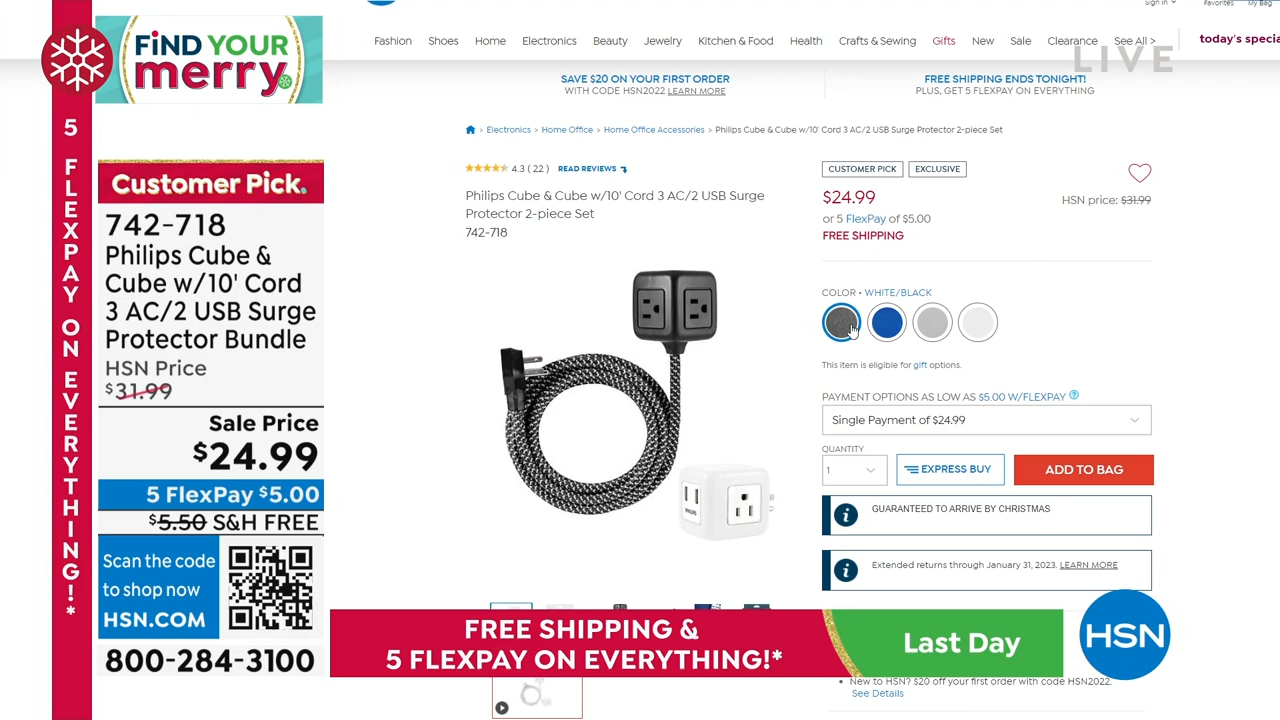 FIND YOUR
merry.
5 FLEXPAY ON EVERYTHING!*
Customer Pick.
742-718
Philips Cube &
Cube w/10' Cord
3 AC/2 USB Surge
Protector Bundle
HSN Price
$31.99
Sale Price
$24.99
5 FlexPay $5.00
$5.50 S&H FREE
Scan the code
to shop now
HSN.COM
800-284-3100
Sign in
Favorites
My Bag
Fashion
Shoes
Home
Electronics
Beauty
Jewelry
Kitchen & Food
Health
Crafts & Sewing
Gifts
New
Sale
Clearance
See All >
today's specia
LIVE
SAVE $20 ON YOUR FIRST ORDER
WITH CODE HSN2022 LEARN MORE
FREE SHIPPING ENDS TONIGHT!
PLUS, GET 5 FLEXPAY ON EVERYTHING
> Electronics > Home Office > Home Office Accessories > Philips Cube & Cube w/10' Cord 3 AC/2 USB Surge Protector 2-piece Set
4.3 ( 22 ) READ REVIEWS
Philips Cube & Cube w/10' Cord 3 AC/2 USB Surge
Protector 2-piece Set
742-718
PHILIPS
CUSTOMER PICK
EXCLUSIVE
$24.99
HSN price: $31.99
or 5 FlexPay of $5.00
FREE SHIPPING
COLOR • WHITE/BLACK
This item is eligible for gift options.
PAYMENT OPTIONS AS LOW AS $5.00 W/FLEXPAY ?
Single Payment of $24.99
QUANTITY
1
EXPRESS BUY
ADD TO BAG
i GUARANTEED TO ARRIVE BY CHRISTMAS
i Extended returns through January 31, 2023. LEARN MORE
FREE SHIPPING &
5 FLEXPAY ON EVERYTHING!*
Last Day
HSN
• New to HSN? $20 off your first order with code HSN2022.
See Details